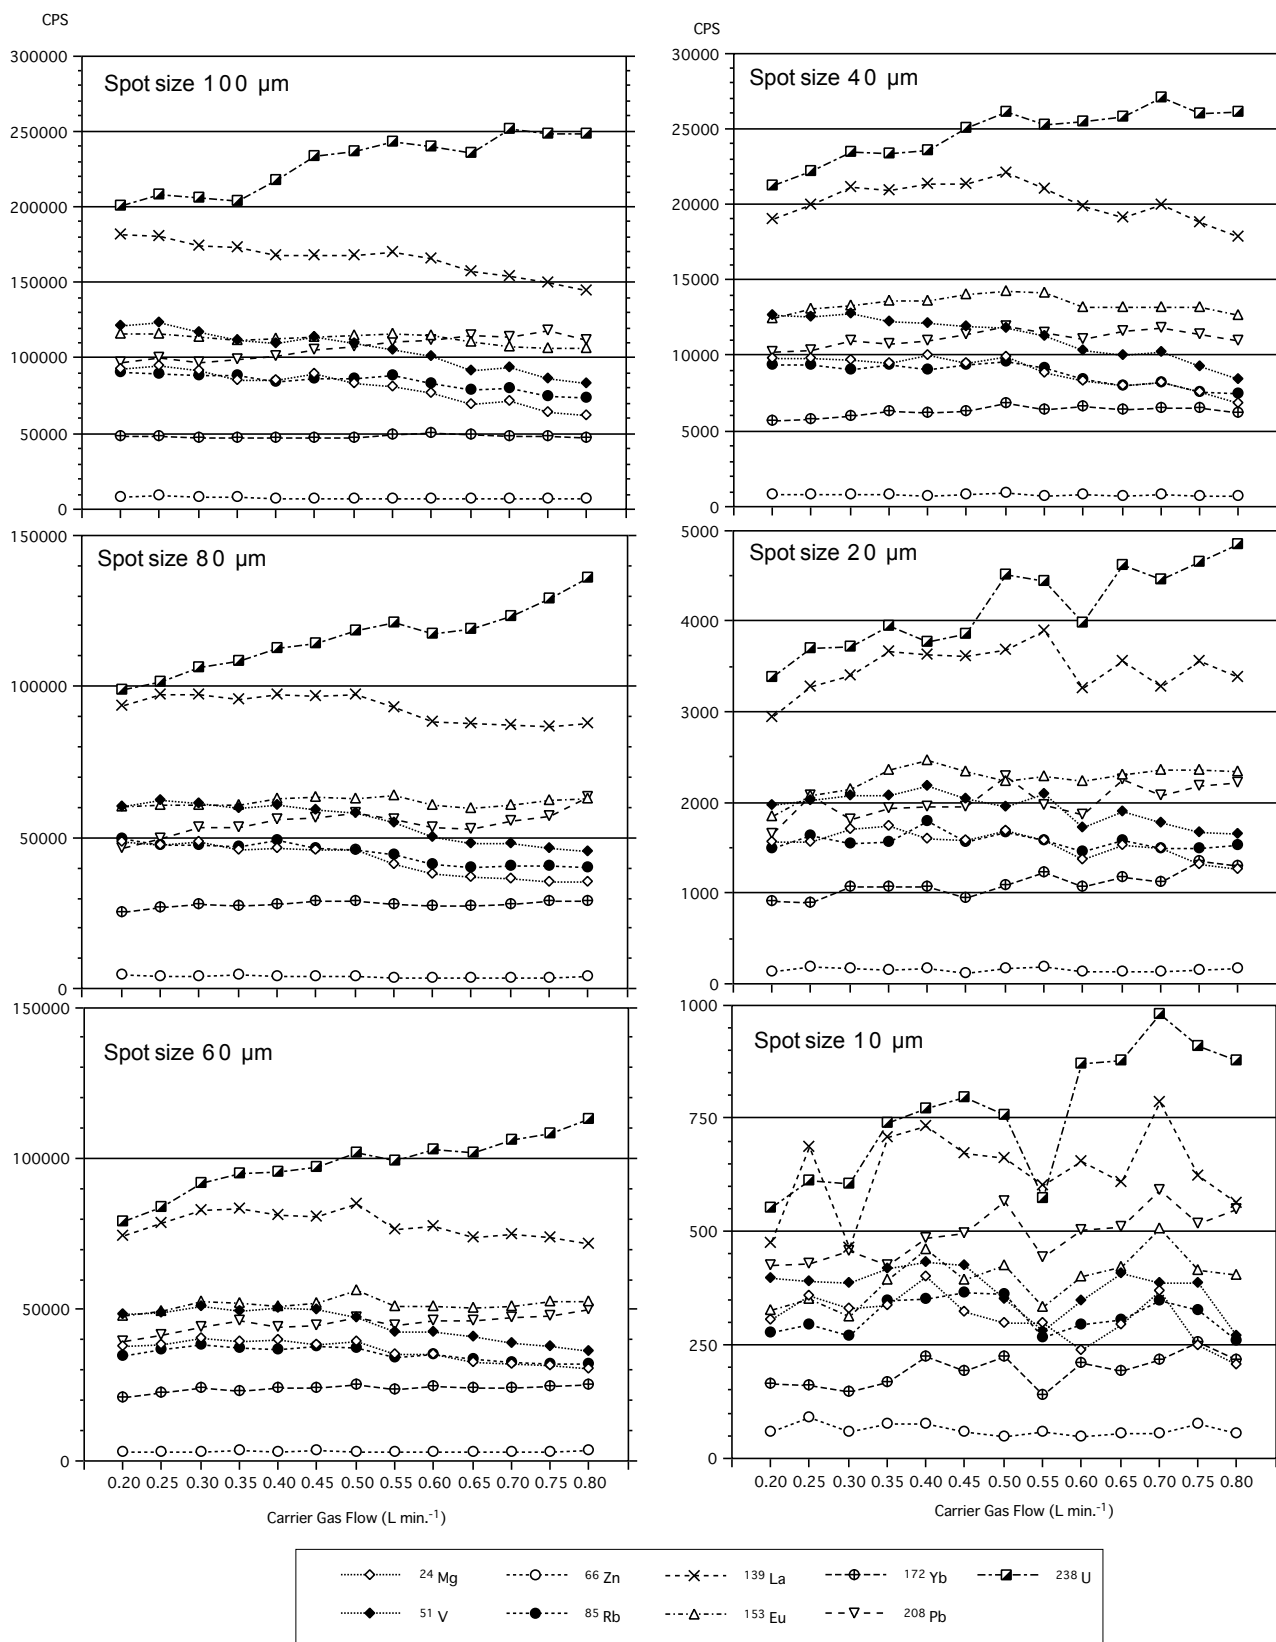 CPS
300000
Spot size 100 µm
250000
200000
150000
100000
50000
0
CPS
30000
Spot size 40 µm
25000
20000
15000
10000
5000
0
150000
Spot size 80 µm
100000
50000
0
5000
Spot size 20 µm
4000
3000
2000
1000
0
150000
Spot size 60 µm
100000
50000
0
0.20 0.25 0.30 0.35 0.40 0.45 0.50 0.55 0.60 0.65 0.70 0.75 0.80
Carrier Gas Flow (L min.⁻¹)
1000
Spot size 10 µm
750
500
250
0
0.20 0.25 0.30 0.35 0.40 0.45 0.50 0.55 0.60 0.65 0.70 0.75 0.80
Carrier Gas Flow (L min.⁻¹)
²⁴ Mg ⁶⁶ Zn ¹³⁹ La ¹⁷² Yb ²³⁸ U
⁵¹ V ⁸⁵ Rb ¹⁵³ Eu ²⁰⁸ Pb